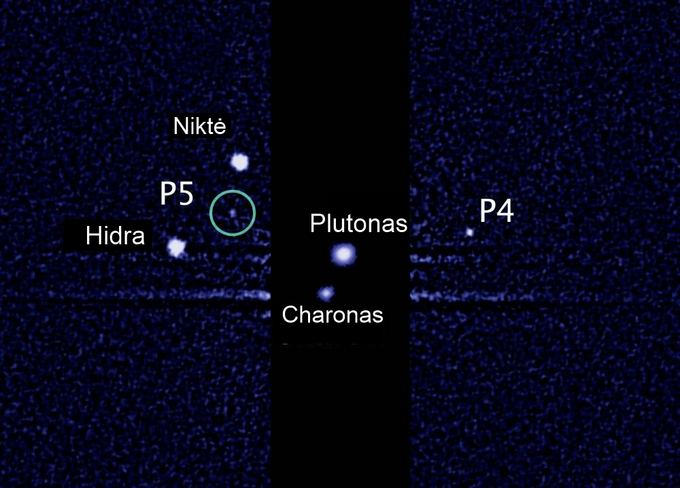 Niktė
P5
P4
Plutonas
Hidra
Charonas